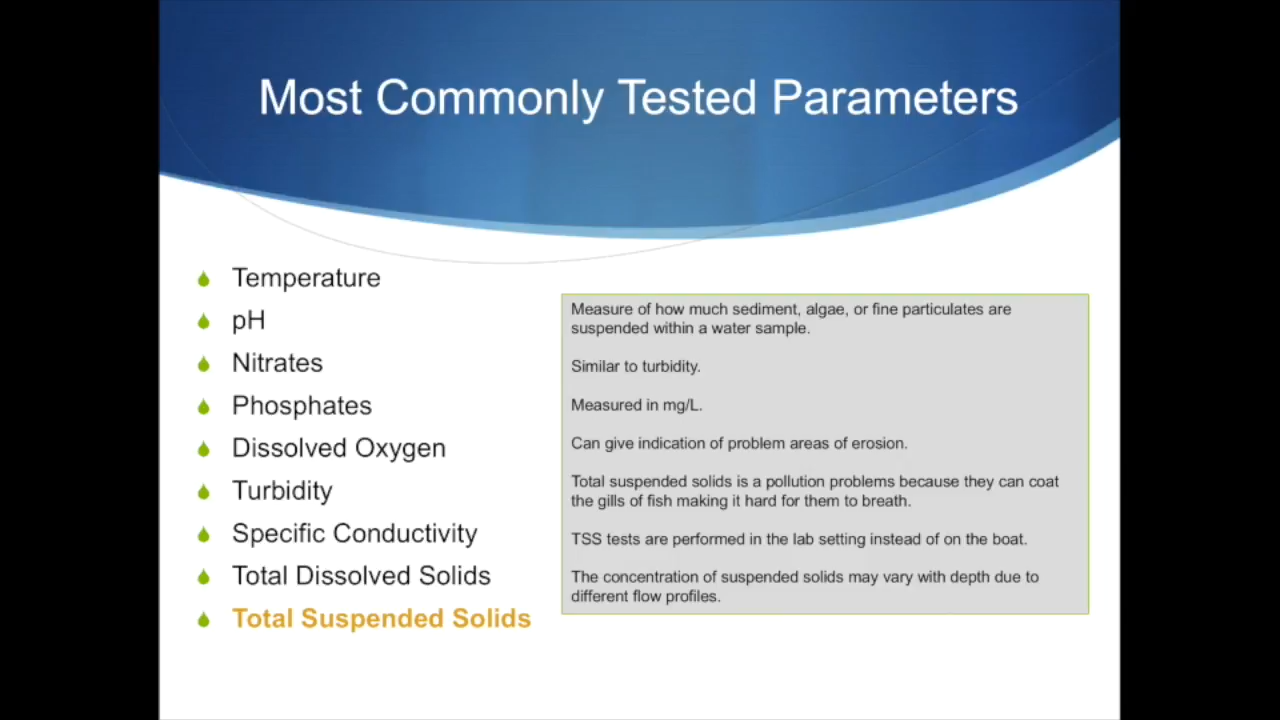 Most Commonly Tested Parameters
Temperature
pH
Nitrates
Phosphates
Dissolved Oxygen
Turbidity
Specific Conductivity
Total Dissolved Solids
Total Suspended Solids
Measure of how much sediment, algae, or fine particulates are
suspended within a water sample.
Similar to turbidity.
Measured in mg/L.
Can give indication of problem areas of erosion.
Total suspended solids is a pollution problems because they can coat
the gills of fish making it hard for them to breath.
TSS tests are performed in the lab setting instead of on the boat.
The concentration of suspended solids may vary with depth due to
different flow profiles.